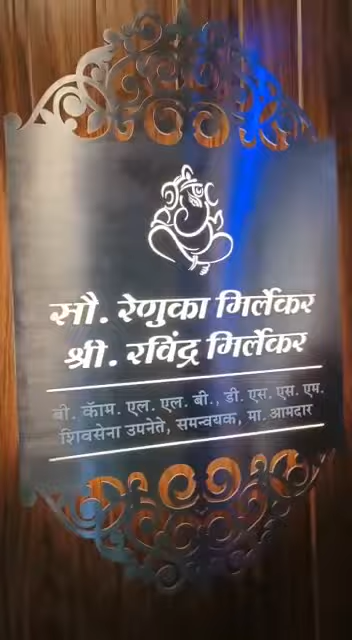 सौ. रेणुका मिर्लेकर
श्री. रविंद्र मिर्लेकर
बी. कॅाम. एल. एल. बी., डी. एस. एस. एम.
शिवसेना उपनेते, समन्वयक, मा. आमदार